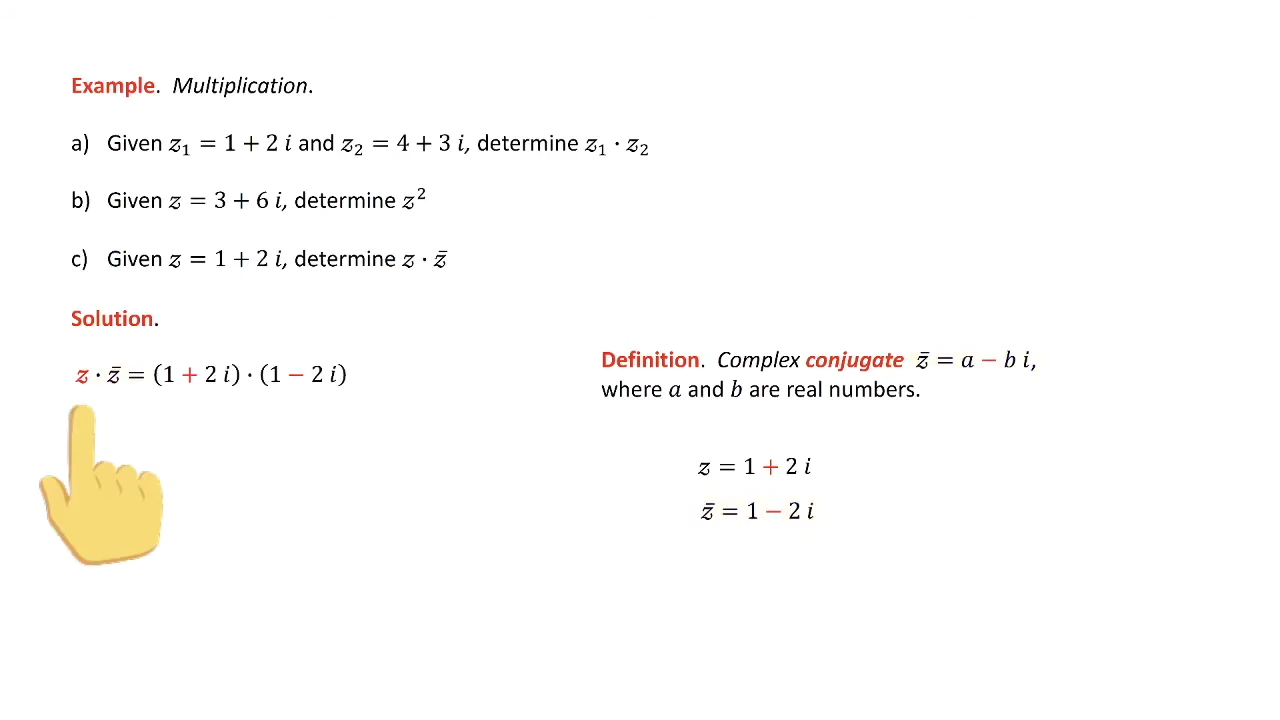 Example. Multiplication.
a) Given z₁ = 1 + 2 i and z₂ = 4 + 3 i, determine z₁ · z₂
b) Given z = 3 + 6 i, determine z²
c) Given z = 1 + 2 i, determine z · z̄
Solution.
z · z̄ = (1 + 2 i) · (1 − 2 i)
Definition. Complex conjugate z̄ = a − b i,
where a and b are real numbers.
z = 1 + 2 i
z̄ = 1 − 2 i